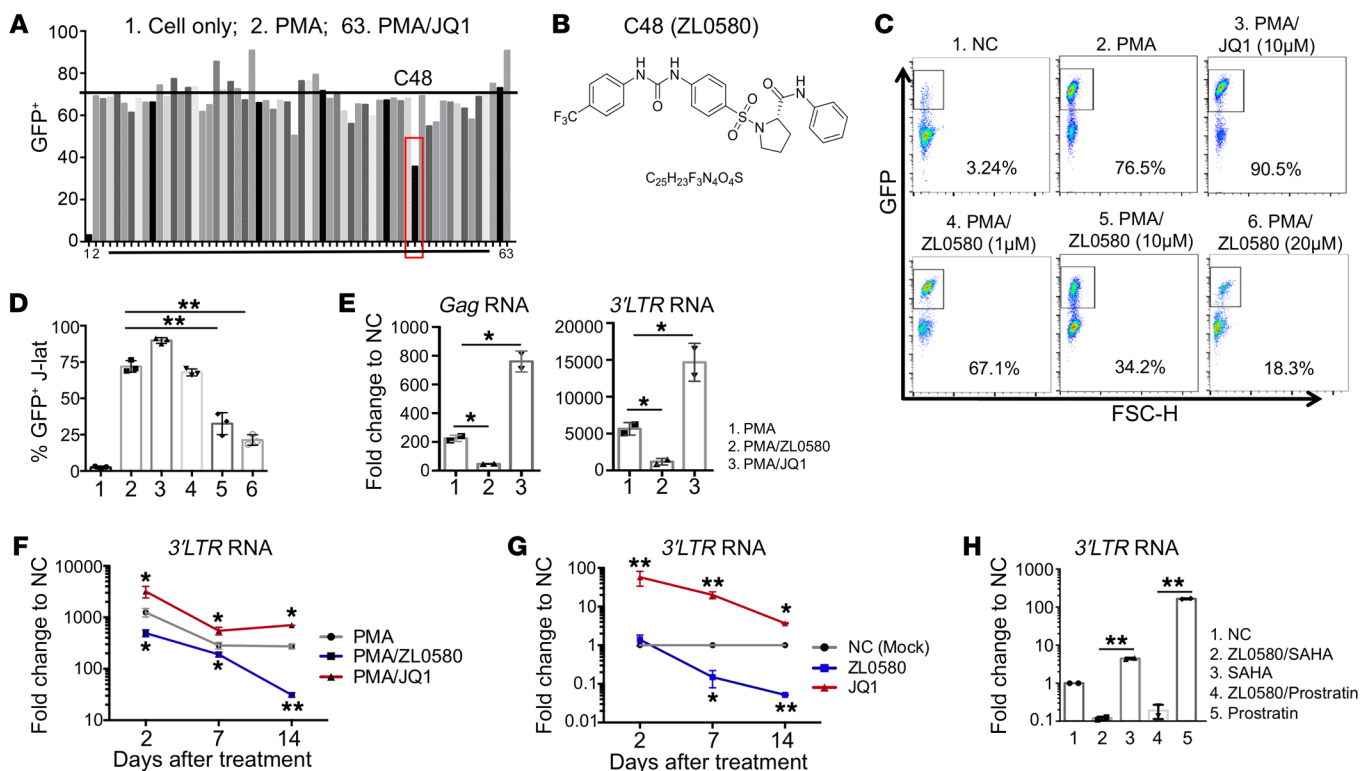 A
1. Cell only; 2. PMA; 63. PMA/JQ1
GFP+
100
80
60
40
20
0
C48
1 2
63
B
C48 (ZL0580)
H
N
H
N
O
F3C
S
O
O
N
O
H
N
C25H23F3N4O4S
C
1. NC
2. PMA
3. PMA/
JQ1 (10µM)
3.24%
76.5%
90.5%
4. PMA/
ZL0580 (1µM)
5. PMA/
ZL0580 (10µM)
6. PMA/
ZL0580 (20µM)
67.1%
34.2%
18.3%
GFP
FSC-H
D
% GFP+ J-lat
100
75
50
25
0
**
**
1 2 3 4 5 6
E
Fold change to NC
Gag RNA
1000
800
600
400
200
0
*
*
1 2 3
3'LTR RNA
20000
15000
10000
5000
0
*
*
1 2 3
1. PMA
2. PMA/ZL0580
3. PMA/JQ1
F
3'LTR RNA
Fold change to NC
10000
1000
100
10
* * *
* * **
2 7 14
Days after treatment
PMA
PMA/ZL0580
PMA/JQ1
G
3'LTR RNA
Fold change to NC
100
10
1
0.1
0.01
** ** *
* **
2 7 14
Days after treatment
NC (Mock)
ZL0580
JQ1
H
3'LTR RNA
Fold change to NC
1000
100
10
1
0.1
**
**
1 2 3 4 5
1. NC
2. ZL0580/SAHA
3. SAHA
4. ZL0580/Prostratin
5. Prostratin